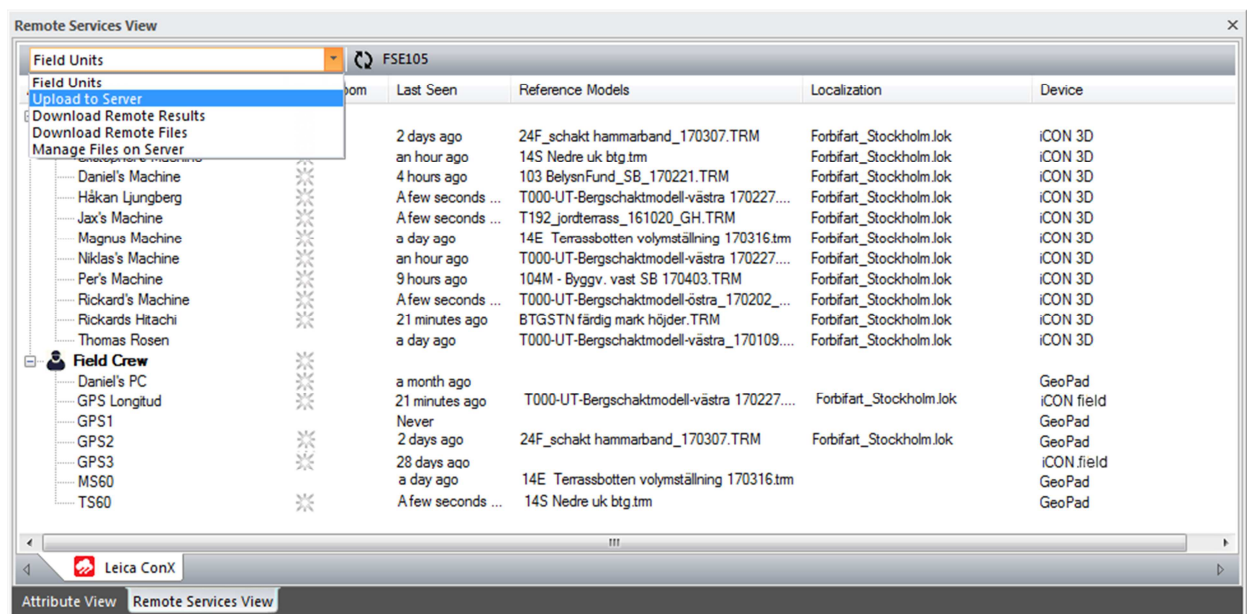 Remote Services View
Field Units FSE105
Field Units
Upload to Server
Download Remote Results
Download Remote Files
Manage Files on Server
Last Seen Reference Models Localization Device
2 days ago 24F_schakt hammarband_170307.TRM Forbifart_Stockholm.lok iCON 3D
an hour ago 14S Nedre uk btg.trm Forbifart_Stockholm.lok iCON 3D
Daniel's Machine 4 hours ago 103 BelysnFund_SB_170221.TRM Forbifart_Stockholm.lok iCON 3D
Håkan Ljungberg A few seconds ... T000-UT-Bergschaktmodell-västra 170227.... Forbifart_Stockholm.lok iCON 3D
Jax's Machine A few seconds ... T192_jordterrass_161020_GH.TRM Forbifart_Stockholm.lok iCON 3D
Magnus Machine a day ago 14E Terrassbotten volymställning 170316.trm Forbifart_Stockholm.lok iCON 3D
Niklas's Machine an hour ago T000-UT-Bergschaktmodell-västra 170227.... Forbifart_Stockholm.lok iCON 3D
Per's Machine 9 hours ago 104M - Byggv. vast SB 170403.TRM Forbifart_Stockholm.lok iCON 3D
Rickard's Machine A few seconds ... T000-UT-Bergschaktmodell-östra_170202_... Forbifart_Stockholm.lok iCON 3D
Rickards Hitachi 21 minutes ago BTGSTN färdig mark höjder.TRM Forbifart_Stockholm.lok iCON 3D
Thomas Rosen a day ago T000-UT-Bergschaktmodell-västra_170109.... Forbifart_Stockholm.lok iCON 3D
Field Crew
Daniel's PC a month ago GeoPad
GPS Longitud 21 minutes ago T000-UT-Bergschaktmodell-västra 170227.... Forbifart_Stockholm.lok iCON field
GPS1 Never GeoPad
GPS2 2 days ago 24F_schakt hammarband_170307.TRM Forbifart_Stockholm.lok GeoPad
GPS3 28 days ago iCON.field
MS60 a day ago 14E Terrassbotten volymställning 170316.tm GeoPad
TS60 A few seconds ... 14S Nedre uk btg.trm GeoPad
Leica ConX
Attribute View Remote Services View